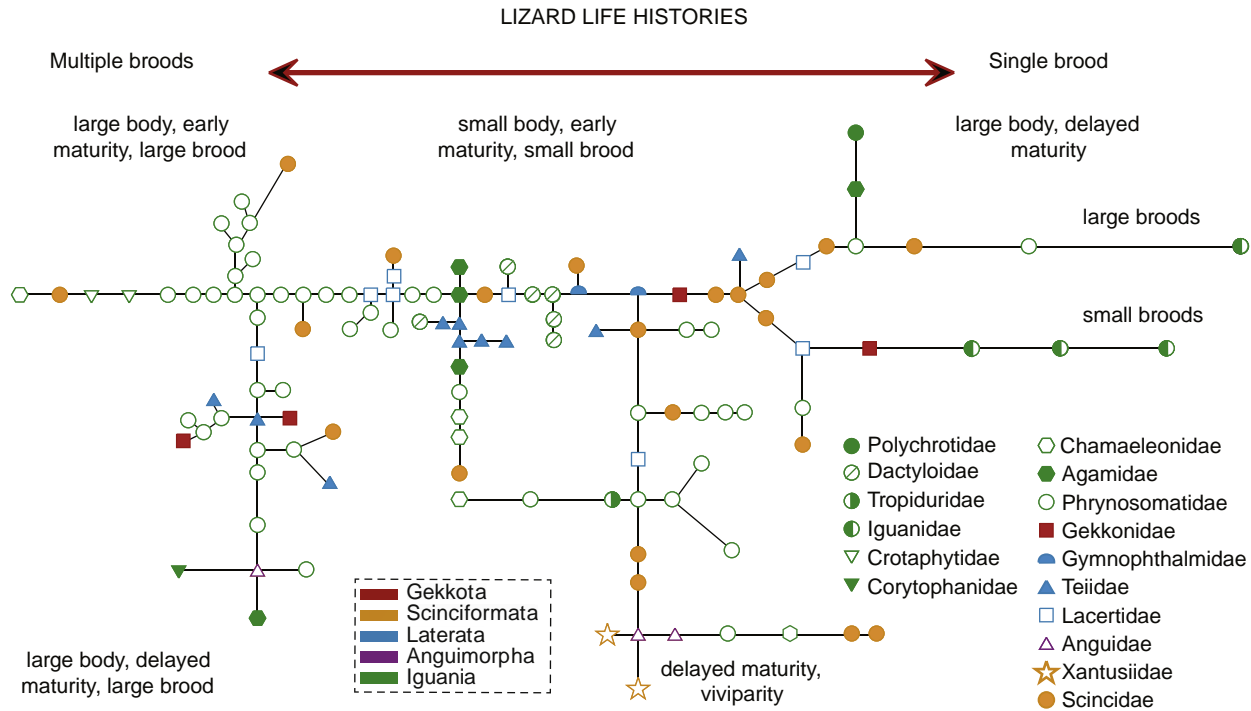 LIZARD LIFE HISTORIES
Multiple broods
Single brood
large body, early
maturity, large brood
small body, early
maturity, small brood
large body, delayed
maturity
large broods
small broods
Polychrotidae
Dactyloidae
Tropiduridae
Iguanidae
Crotaphytidae
Corytophanidae
Chamaeleonidae
Agamidae
Phrynosomatidae
Gekkonidae
Gymnophthalmidae
Teiidae
Lacertidae
Anguidae
Xantusiidae
Scincidae
Gekkota
Scinciformata
Laterata
Anguimorpha
Iguania
large body, delayed
maturity, large brood
delayed maturity,
viviparity